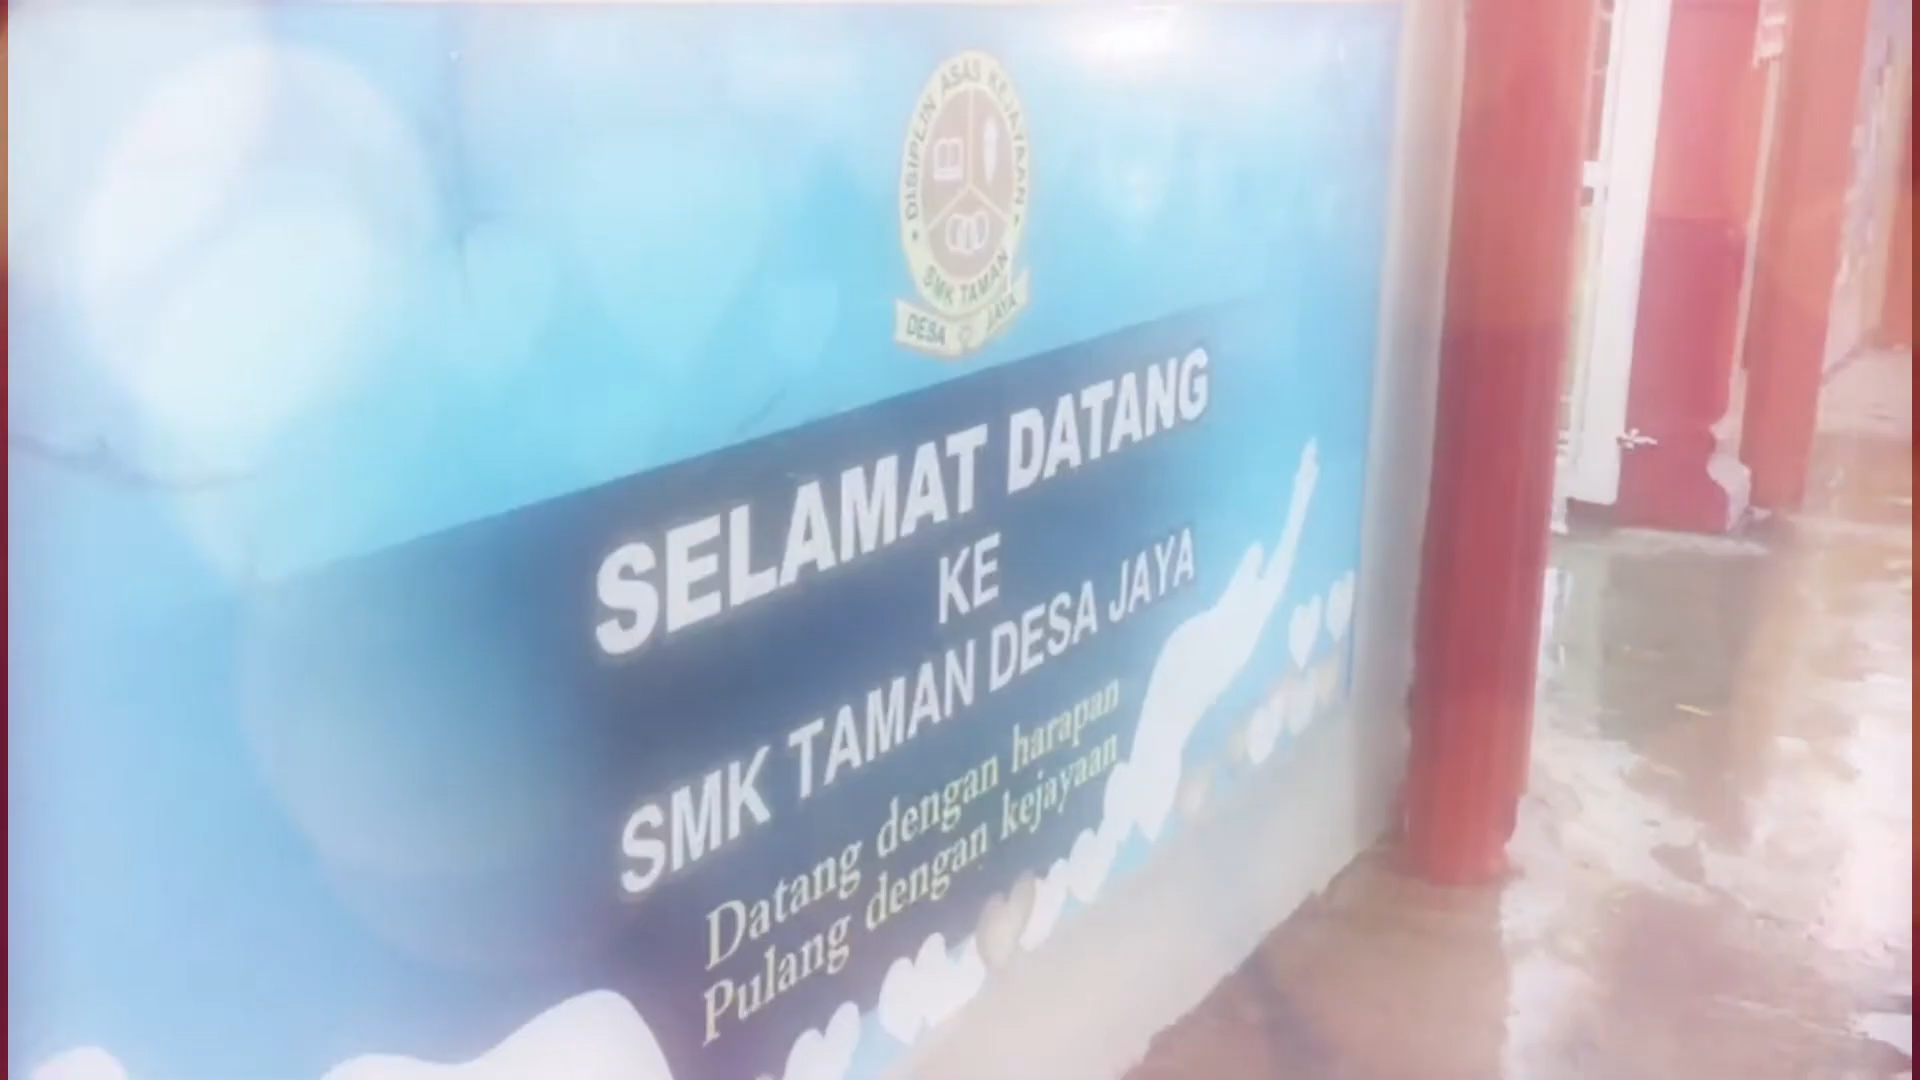 DISIPLIN ASAS KEJAYAAN
SMK TAMAN
DESA JAYA
SELAMAT DATANG
KE
SMK TAMAN DESA JAYA
Datang dengan harapan
Pulang dengan kejayaan